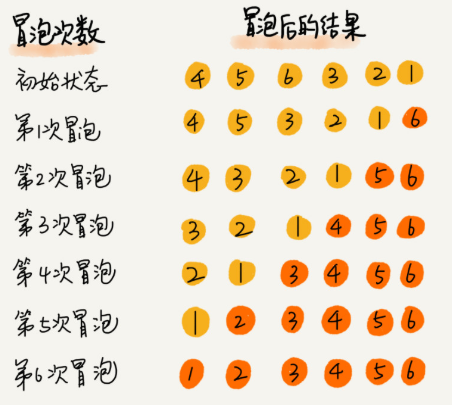 冒泡次数 冒泡后的结果
初始状态 4 5 6 3 2 1
第1次冒泡 4 5 3 2 1 6
第2次冒泡 4 3 2 1 5 6
第3次冒泡 3 2 1 4 5 6
第4次冒泡 2 1 3 4 5 6
第5次冒泡 1 2 3 4 5 6
第6次冒泡 1 2 3 4 5 6